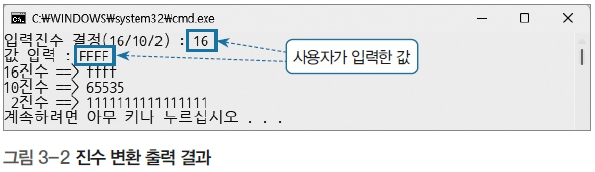 C:₩WINDOWS₩system32₩cmd.exe
입력진수 결정(16/10/2) : 16
값 입력 : FFFF
사용자가 입력한 값
16진수 ==> ffff
10진수 ==> 65535
2진수 ==> 1111111111111111
계속하려면 아무 키나 누르십시오 . . .
그림 3-2 진수 변환 출력 결과